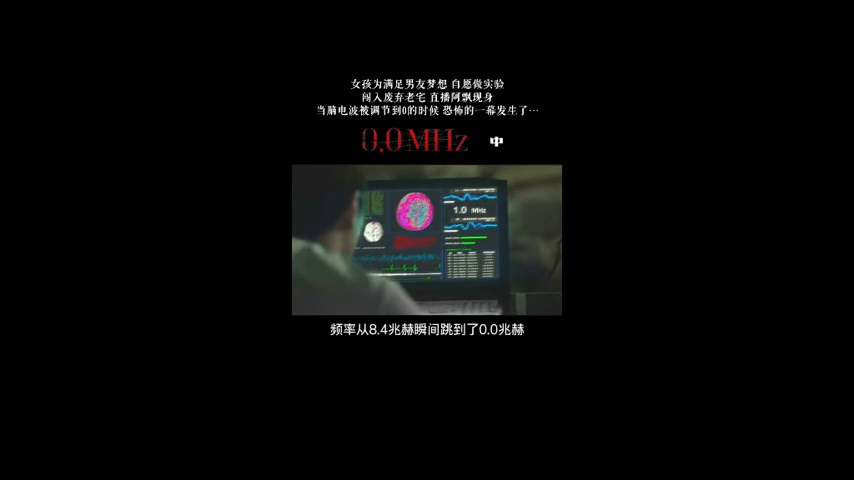 女孩为满足男友梦想 自愿做实验
闯入废弃老宅 直播阿飘现身
当脑电波被调节到0的时候 恐怖的一幕发生了…
0.0MHz 中
1.0 MHz
频率从8.4兆赫瞬间跳到了0.0兆赫